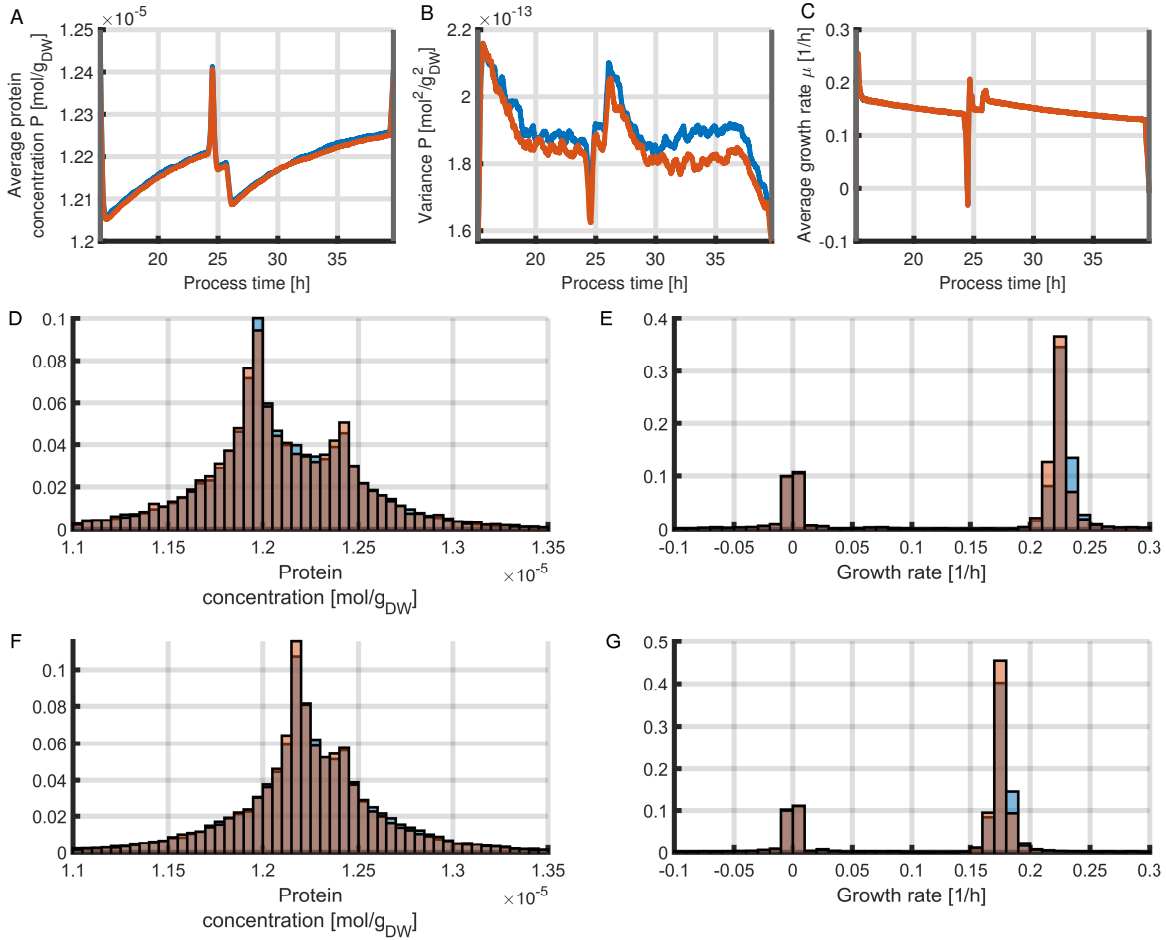 A
×10⁻⁵
1.25
1.24
1.23
1.22
1.21
1.2
20 25 30 35
Process time [h]
Average protein
concentration P [mol/g_DW]
B
×10⁻¹³
2.2
2
1.8
1.6
20 25 30 35
Process time [h]
Variance P [mol²/g²_DW]
C
0.3
0.2
0.1
0
-0.1
20 25 30 35
Process time [h]
Average growth rate μ [1/h]
D
0.1
0.08
0.06
0.04
0.02
0
1.1 1.15 1.2 1.25 1.3 1.35
×10⁻⁵
Protein
concentration [mol/g_DW]
E
0.4
0.3
0.2
0.1
0
-0.1 -0.05 0 0.05 0.1 0.15 0.2 0.25 0.3
Growth rate [1/h]
F
0.1
0.08
0.06
0.04
0.02
0
1.1 1.15 1.2 1.25 1.3 1.35
×10⁻⁵
Protein
concentration [mol/g_DW]
G
0.5
0.4
0.3
0.2
0.1
0
-0.1 -0.05 0 0.05 0.1 0.15 0.2 0.25 0.3
Growth rate [1/h]